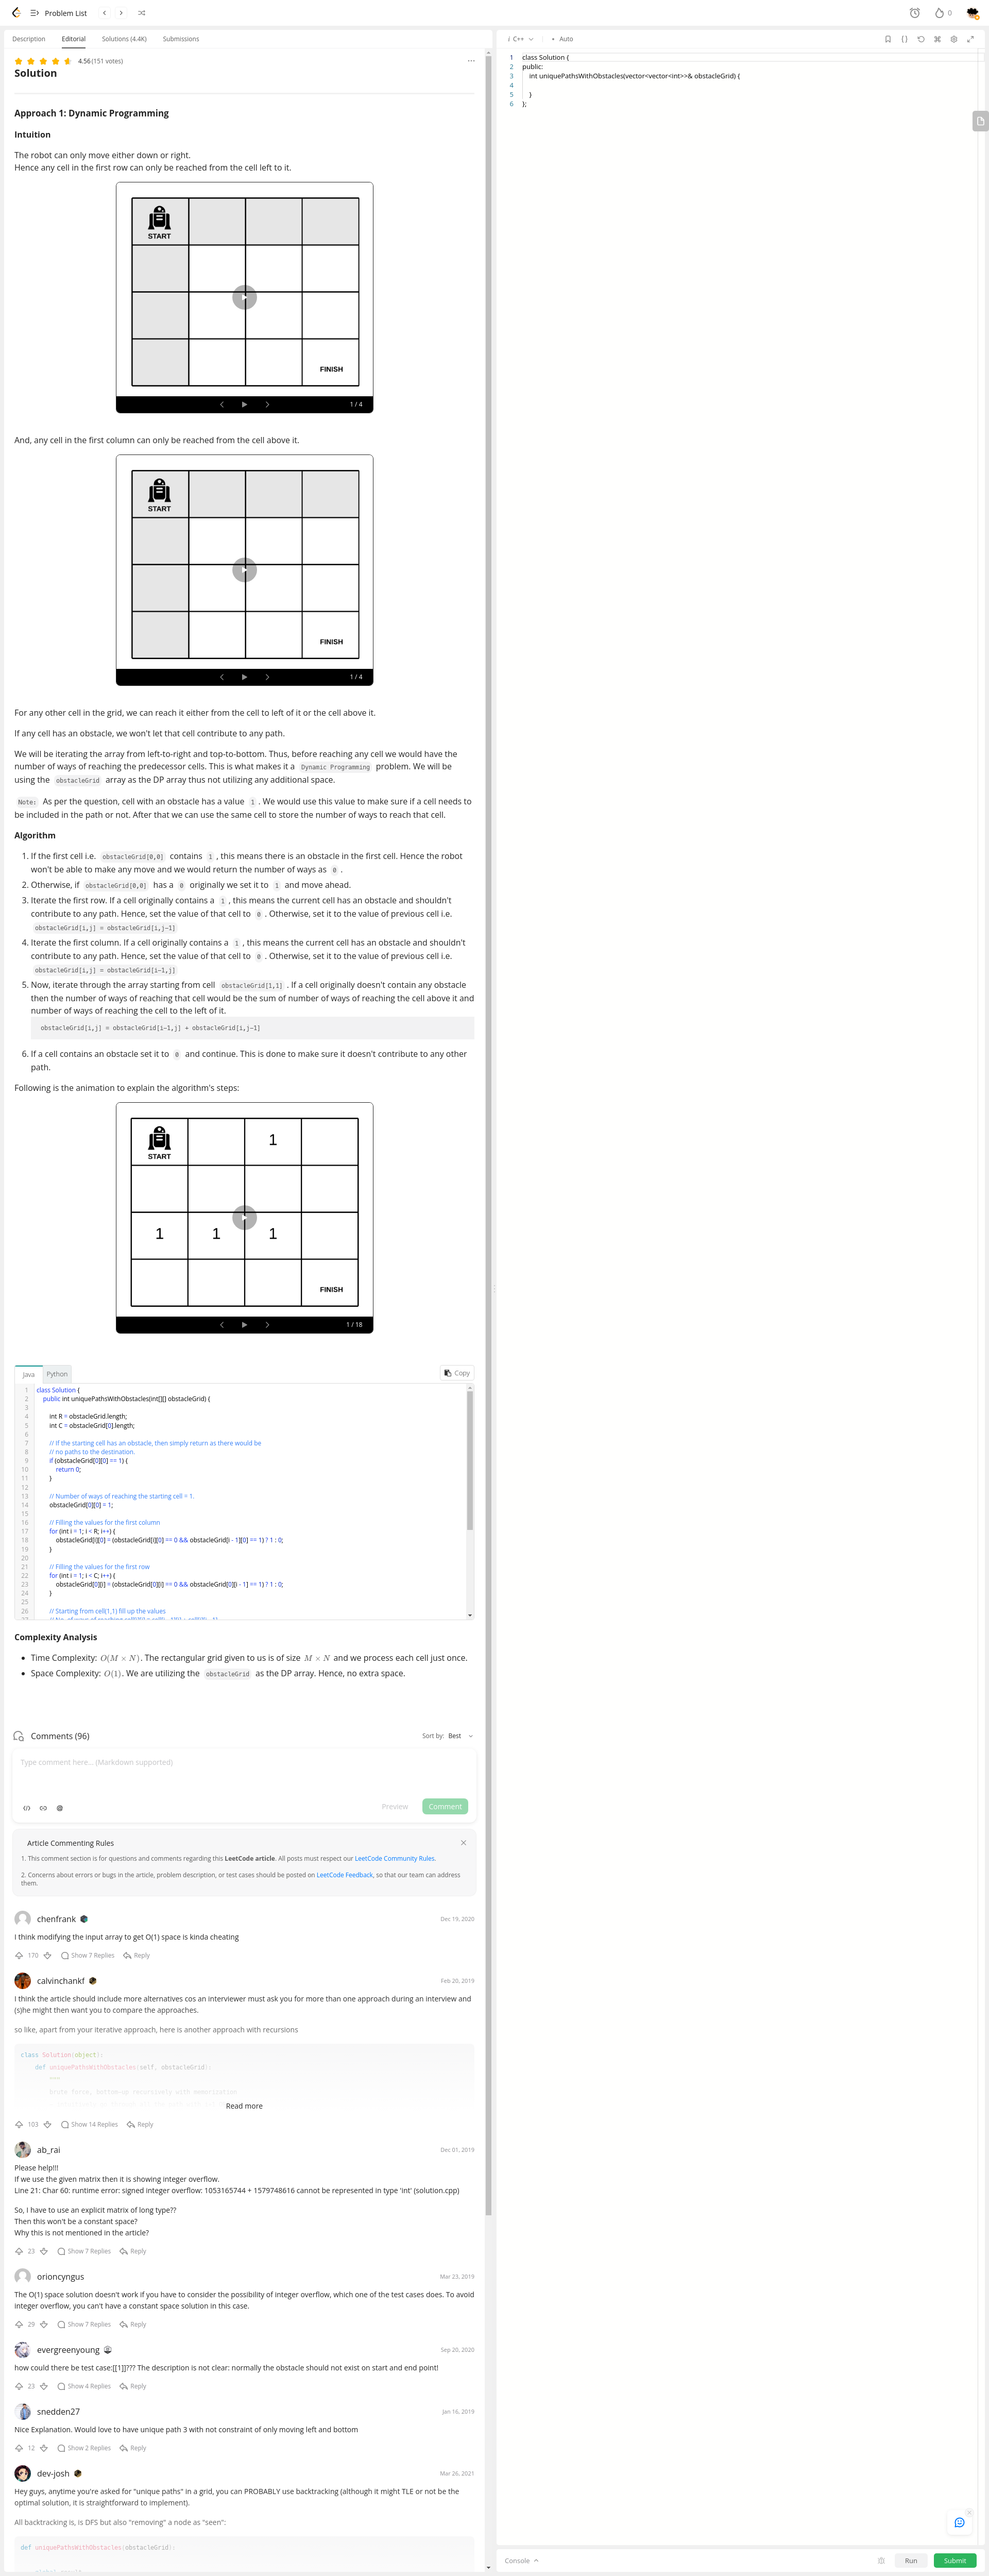 Problem List
0
Description Editorial Solutions (4.4K) Submissions
4.56 (151 votes)
Solution
Approach 1: Dynamic Programming
Intuition
The robot can only move either down or right.
Hence any cell in the first row can only be reached from the cell left to it.
START
FINISH
1 / 4
And, any cell in the first column can only be reached from the cell above it.
START
FINISH
1 / 4
For any other cell in the grid, we can reach it either from the cell to left of it or the cell above it.
If any cell has an obstacle, we won't let that cell contribute to any path.
We will be iterating the array from left-to-right and top-to-bottom. Thus, before reaching any cell we would have the
number of ways of reaching the predecessor cells. This is what makes it a Dynamic Programming problem. We will be
using the obstacleGrid array as the DP array thus not utilizing any additional space.
Note: As per the question, cell with an obstacle has a value 1. We would use this value to make sure if a cell needs to
be included in the path or not. After that we can use the same cell to store the number of ways to reach that cell.
Algorithm
1. If the first cell i.e. obstacleGrid[0,0] contains 1, this means there is an obstacle in the first cell. Hence the robot
won't be able to make any move and we would return the number of ways as 0.
2. Otherwise, if obstacleGrid[0,0] has a 0 originally we set it to 1 and move ahead.
3. Iterate the first row. If a cell originally contains a 1, this means the current cell has an obstacle and shouldn't
contribute to any path. Hence, set the value of that cell to 0. Otherwise, set it to the value of previous cell i.e.
obstacleGrid[i,j] = obstacleGrid[i,j-1]
4. Iterate the first column. If a cell originally contains a 1, this means the current cell has an obstacle and shouldn't
contribute to any path. Hence, set the value of that cell to 0. Otherwise, set it to the value of previous cell i.e.
obstacleGrid[i,j] = obstacleGrid[i-1,j]
5. Now, iterate through the array starting from cell obstacleGrid[1,1]. If a cell originally doesn't contain any obstacle
then the number of ways of reaching that cell would be the sum of number of ways of reaching the cell above it and
number of ways of reaching the cell to the left of it.
obstacleGrid[i,j] = obstacleGrid[i-1,j] + obstacleGrid[i,j-1]
6. If a cell contains an obstacle set it to 0 and continue. This is done to make sure it doesn't contribute to any other
path.
Following is the animation to explain the algorithm's steps:
START 1
1 1 1
FINISH
1 / 18
Java Python Copy
1 class Solution {
2 public int uniquePathsWithObstacles(int[][] obstacleGrid) {
3
4 int R = obstacleGrid.length;
5 int C = obstacleGrid[0].length;
6
7 // If the starting cell has an obstacle, then simply return as there would be
8 // no paths to the destination.
9 if (obstacleGrid[0][0] == 1) {
10 return 0;
11 }
12
13 // Number of ways of reaching the starting cell = 1.
14 obstacleGrid[0][0] = 1;
15
16 // Filling the values for the first column
17 for (int i = 1; i < R; i++) {
18 obstacleGrid[i][0] = (obstacleGrid[i][0] == 0 && obstacleGrid[i - 1][0] == 1) ? 1 : 0;
19 }
20
21 // Filling the values for the first row
22 for (int i = 1; i < C; i++) {
23 obstacleGrid[0][i] = (obstacleGrid[0][i] == 0 && obstacleGrid[0][i - 1] == 1) ? 1 : 0;
24 }
25
26 // Starting from cell(1,1) fill up the values
Complexity Analysis
• Time Complexity: O(M × N). The rectangular grid given to us is of size M × N and we process each cell just once.
• Space Complexity: O(1). We are utilizing the obstacleGrid as the DP array. Hence, no extra space.
Comments (96)
Sort by: Best
Type comment here... (Markdown supported)
Preview Comment
Article Commenting Rules
1. This comment section is for questions and comments regarding this LeetCode article. All posts must respect our LeetCode Community Rules.
2. Concerns about errors or bugs in the article, problem description, or test cases should be posted on LeetCode Feedback, so that our team can address
them.
chenfrank Dec 19, 2020
I think modifying the input array to get O(1) space is kinda cheating
170 Show 7 Replies Reply
calvinchankf Feb 20, 2019
I think the article should include more alternatives cos an interviewer must ask you for more than one approach during an interview and
(s)he might then want you to compare the approaches.
so like, apart from your iterative approach, here is another approach with recursions
class Solution(object):
def uniquePathsWithObstacles(self, obstacleGrid):
"""
Brute force, bottom-up recursively with memorization
Read more
103 Show 14 Replies Reply
ab_rai Dec 01, 2019
Please help!!!
If we use the given matrix then it is showing integer overflow.
Line 21: Char 60: runtime error: signed integer overflow: 1053165744 + 1579748616 cannot be represented in type 'int' (solution.cpp)
So, I have to use an explicit matrix of long type??
Then this won't be a constant space?
Why this is not mentioned in the article?
23 Show 7 Replies Reply
orioncyngus Mar 23, 2019
The O(1) space solution doesn't work if you have to consider the possibility of integer overflow, which one of the test cases does. To avoid
integer overflow, you can't have a constant space solution in this case.
29 Show 7 Replies Reply
evergreenyoung Sep 20, 2020
how could there be test case:[[1]]??? The description is not clear: normally the obstacle should not exist on start and end point!
23 Show 4 Replies Reply
snedden27 Jan 16, 2019
Nice Explanation. Would love to have unique path 3 with not constraint of only moving left and bottom
12 Show 2 Replies Reply
dev-josh Mar 26, 2021
Hey guys, anytime you're asked for "unique paths" in a grid, you can PROBABLY use backtracking (although it might TLE or not be the
optimal solution, it is straightforward to implement).
All backtracking is, is DFS but also "removing" a node as "seen":
def uniquePathsWithObstacles(obstacleGrid):
i C++ • Auto
1 class Solution {
2 public:
3 int uniquePathsWithObstacles(vector<vector<int>>& obstacleGrid) {
4
5 }
6 };
Console Run Submit